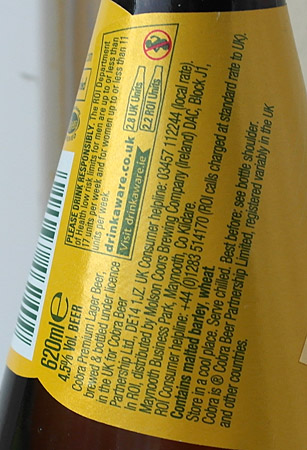 PLEASE DRINK RESPONSIBLY. The ROI Department
of Health low risk limits for men are up to or less than
17 units per week and for women up to or less than 11
units per week.
drinkaware.co.uk
2.8 UK Units
Visit drinkaware.ie
2.2 ROI Units
620ml e
4.5% Vol. BEER
Cobra Premium Lager Beer,
brewed & bottled under licence
in the UK for Cobra Beer
Partnership Ltd, DE14 1JZ. UK Consumer helpline: 03457 112244 (local rate).
In ROI, distributed by Molson Coors Brewing Company (Ireland) DAC, Block J1,
Maynooth Business Park, Maynooth, Co Kildare.
ROI Consumer helpline: +44 (0)1283 514170 (ROI calls charged at standard rate to UK).
Contains malted barley, wheat.
Store in a cool place. Serve Chilled. Best before: see bottle shoulder.
Cobra is ® Cobra Beer Partnership Limited, registered variably in the UK
and other countries.